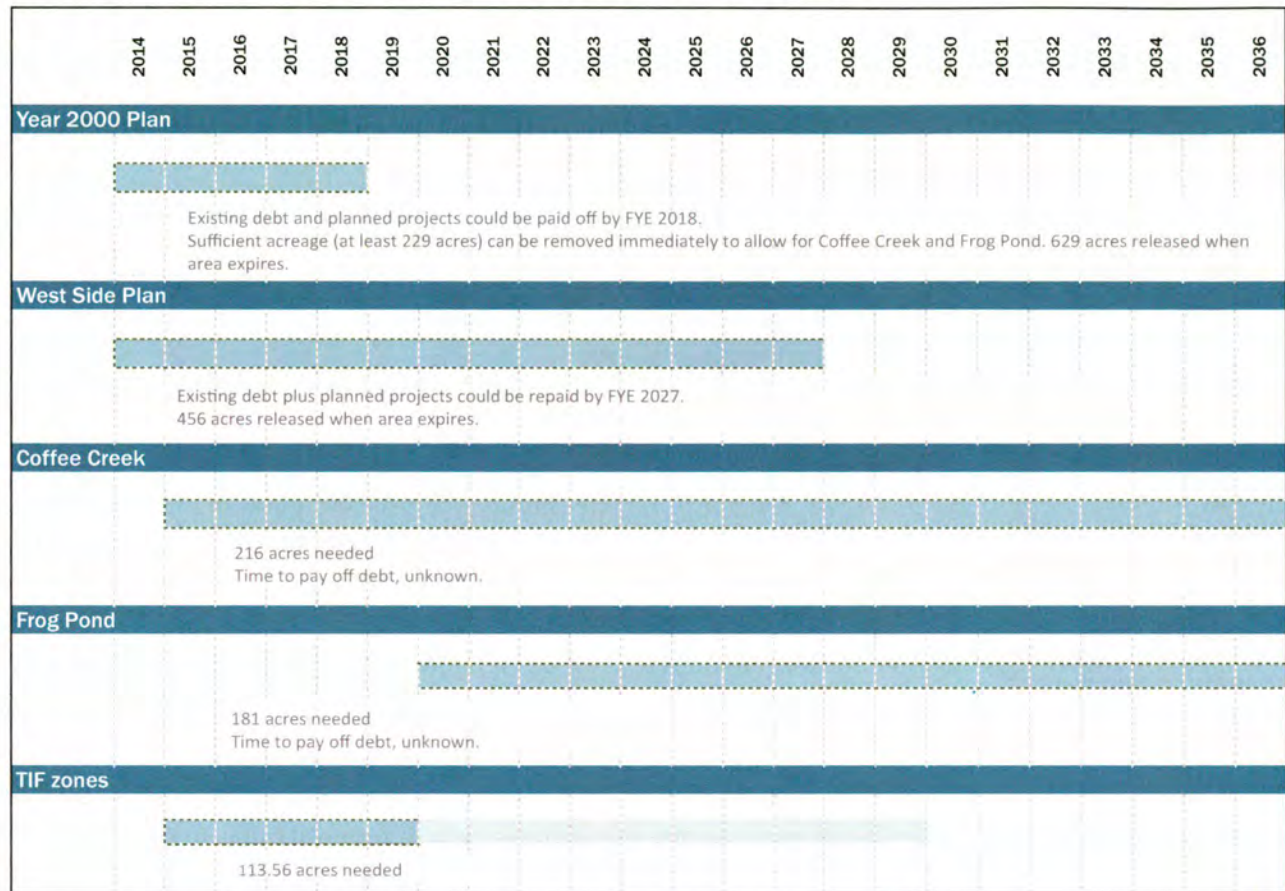 2014 2015 2016 2017 2018 2019 2020 2021 2022 2023 2024 2025 2026 2027 2028 2029 2030 2031 2032 2033 2034 2035 2036
Year 2000 Plan
Existing debt and planned projects could be paid off by FYE 2018.
Sufficient acreage (at least 229 acres) can be removed immediately to allow for Coffee Creek and Frog Pond. 629 acres released when
area expires.
West Side Plan
Existing debt plus planned projects could be repaid by FYE 2027.
456 acres released when area expires.
Coffee Creek
216 acres needed
Time to pay off debt, unknown.
Frog Pond
181 acres needed
Time to pay off debt, unknown.
TIF zones
113.56 acres needed